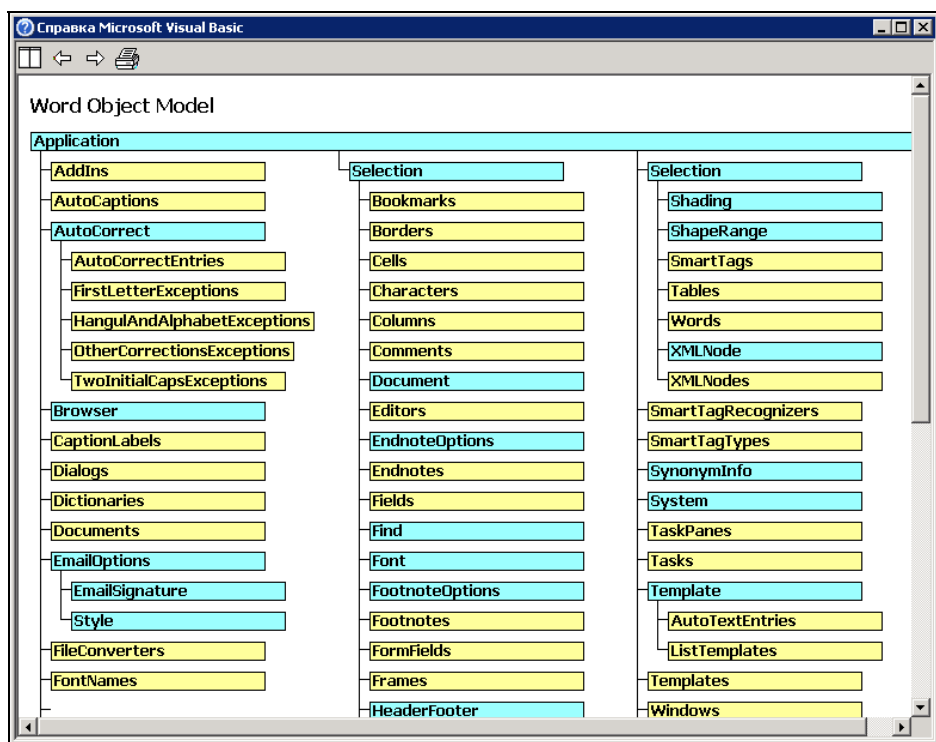 Справка Microsoft Visual Basic
Word Object Model
Application
AddIns
AutoCaptions
AutoCorrect
AutoCorrectEntries
FirstLetterExceptions
HangulAndAlphabetExceptions
OtherCorrectionsExceptions
TwoInitialCapsExceptions
Browser
CaptionLabels
Dialogs
Dictionaries
Documents
EmailOptions
EmailSignature
Style
FileConverters
FontNames
Selection
Bookmarks
Borders
Cells
Characters
Columns
Comments
Document
Editors
EndnoteOptions
Endnotes
Fields
Find
Font
FootnoteOptions
Footnotes
FormFields
Frames
HeaderFooter
Selection
Shading
ShapeRange
SmartTags
Tables
Words
XMLNode
XMLNodes
SmartTagRecognizers
SmartTagTypes
SynonymInfo
System
TaskPanes
Tasks
Template
AutoTextEntries
ListTemplates
Templates
Windows